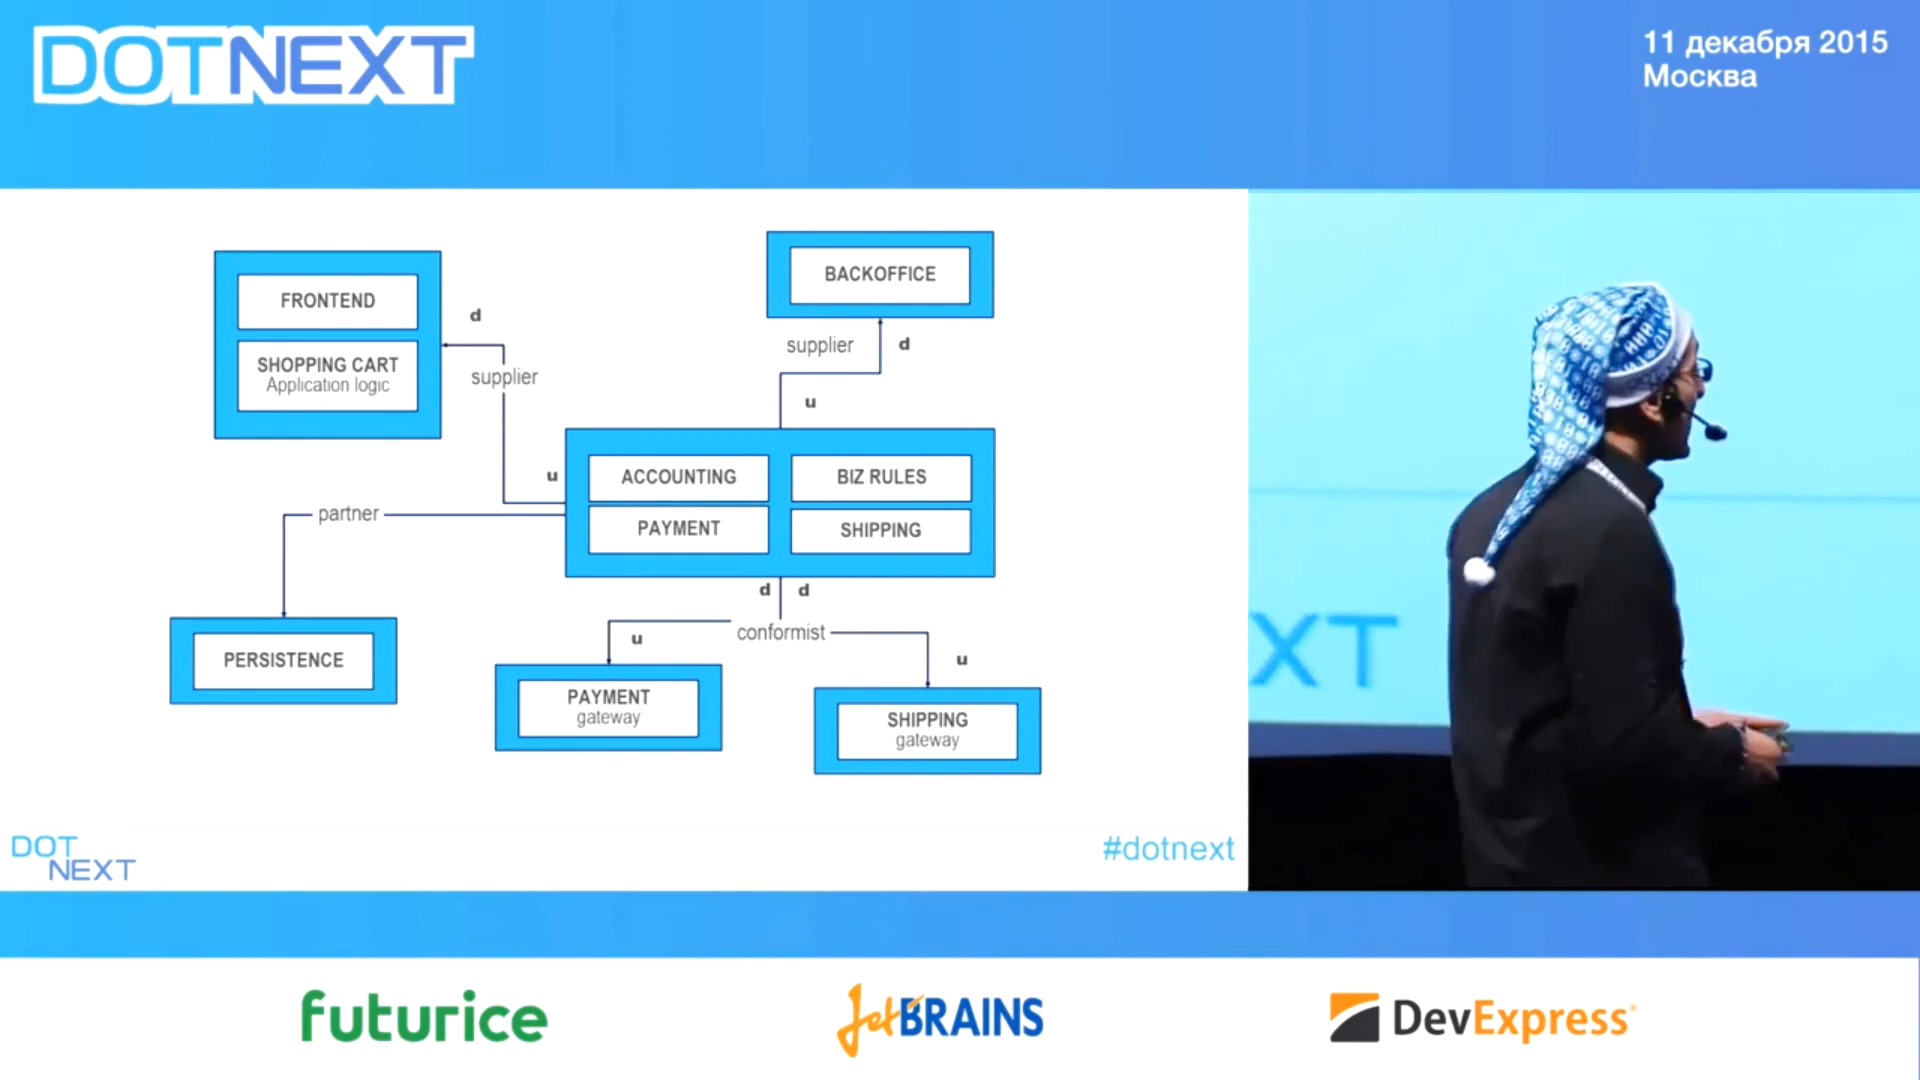 DOTNEXT
11 декабря 2015
Москва
BACKOFFICE
FRONTEND
d
supplier
d
SHOPPING CART
Application logic
supplier
u
u
ACCOUNTING
BIZ RULES
partner
PAYMENT
SHIPPING
d d
conformist
u
u
PERSISTENCE
PAYMENT
gateway
SHIPPING
gateway
XT
DOT
NEXT
#dotnext
futurice
JetBRAINS
DevExpress